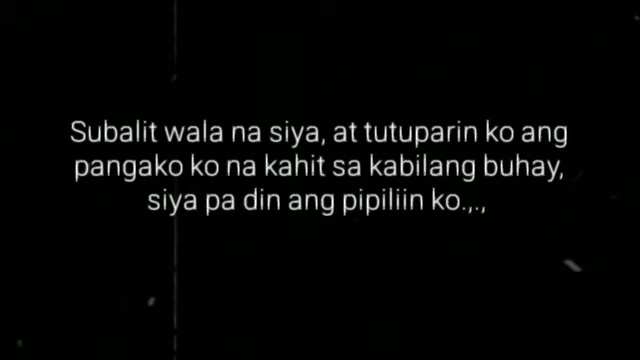 Subalit wala na siya, at tutuparin ko ang
pangako ko na kahit sa kabilang buhay,
siya pa din ang pipiliin ko.,.,